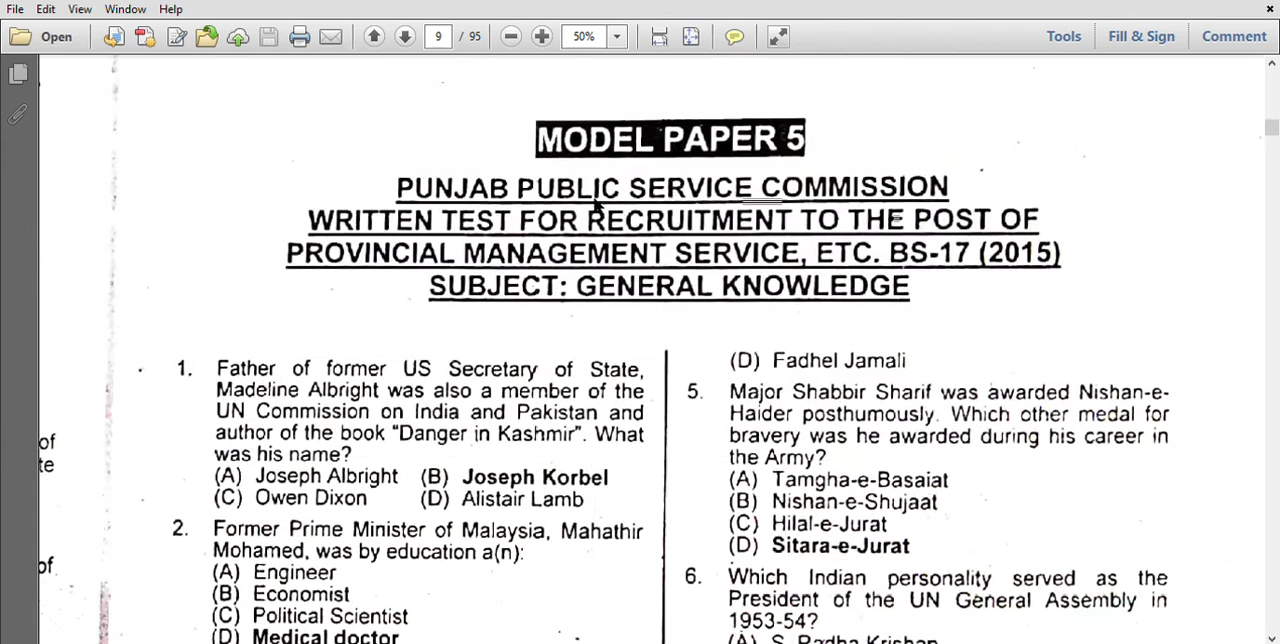 File Edit View Window Help
Open 9 / 95 50% Tools Fill & Sign Comment
MODEL PAPER 5
PUNJAB PUBLIC SERVICE COMMISSION
WRITTEN TEST FOR RECRUITMENT TO THE POST OF
PROVINCIAL MANAGEMENT SERVICE, ETC. BS-17 (2015)
SUBJECT: GENERAL KNOWLEDGE
of
te
of
1. Father of former US Secretary of State,
Madeline Albright was also a member of the
UN Commission on India and Pakistan and
author of the book "Danger in Kashmir". What
was his name?
(A) Joseph Albright (B) Joseph Korbel
(C) Owen Dixon (D) Alistair Lamb
2. Former Prime Minister of Malaysia, Mahathir
Mohamed, was by education a(n):
(A) Engineer
(B) Economist
(C) Political Scientist
(D) Medical doctor
(D) Fadhel Jamali
5. Major Shabbir Sharif was awarded Nishan-e-
Haider posthumously. Which other medal for
bravery was he awarded during his career in
the Army?
(A) Tamgha-e-Basaiat
(B) Nishan-e-Shujaat
(C) Hilal-e-Jurat
(D) Sitara-e-Jurat
6. Which Indian personality served as the
President of the UN General Assembly in
1953-54?
(A) S. Radha Krishan